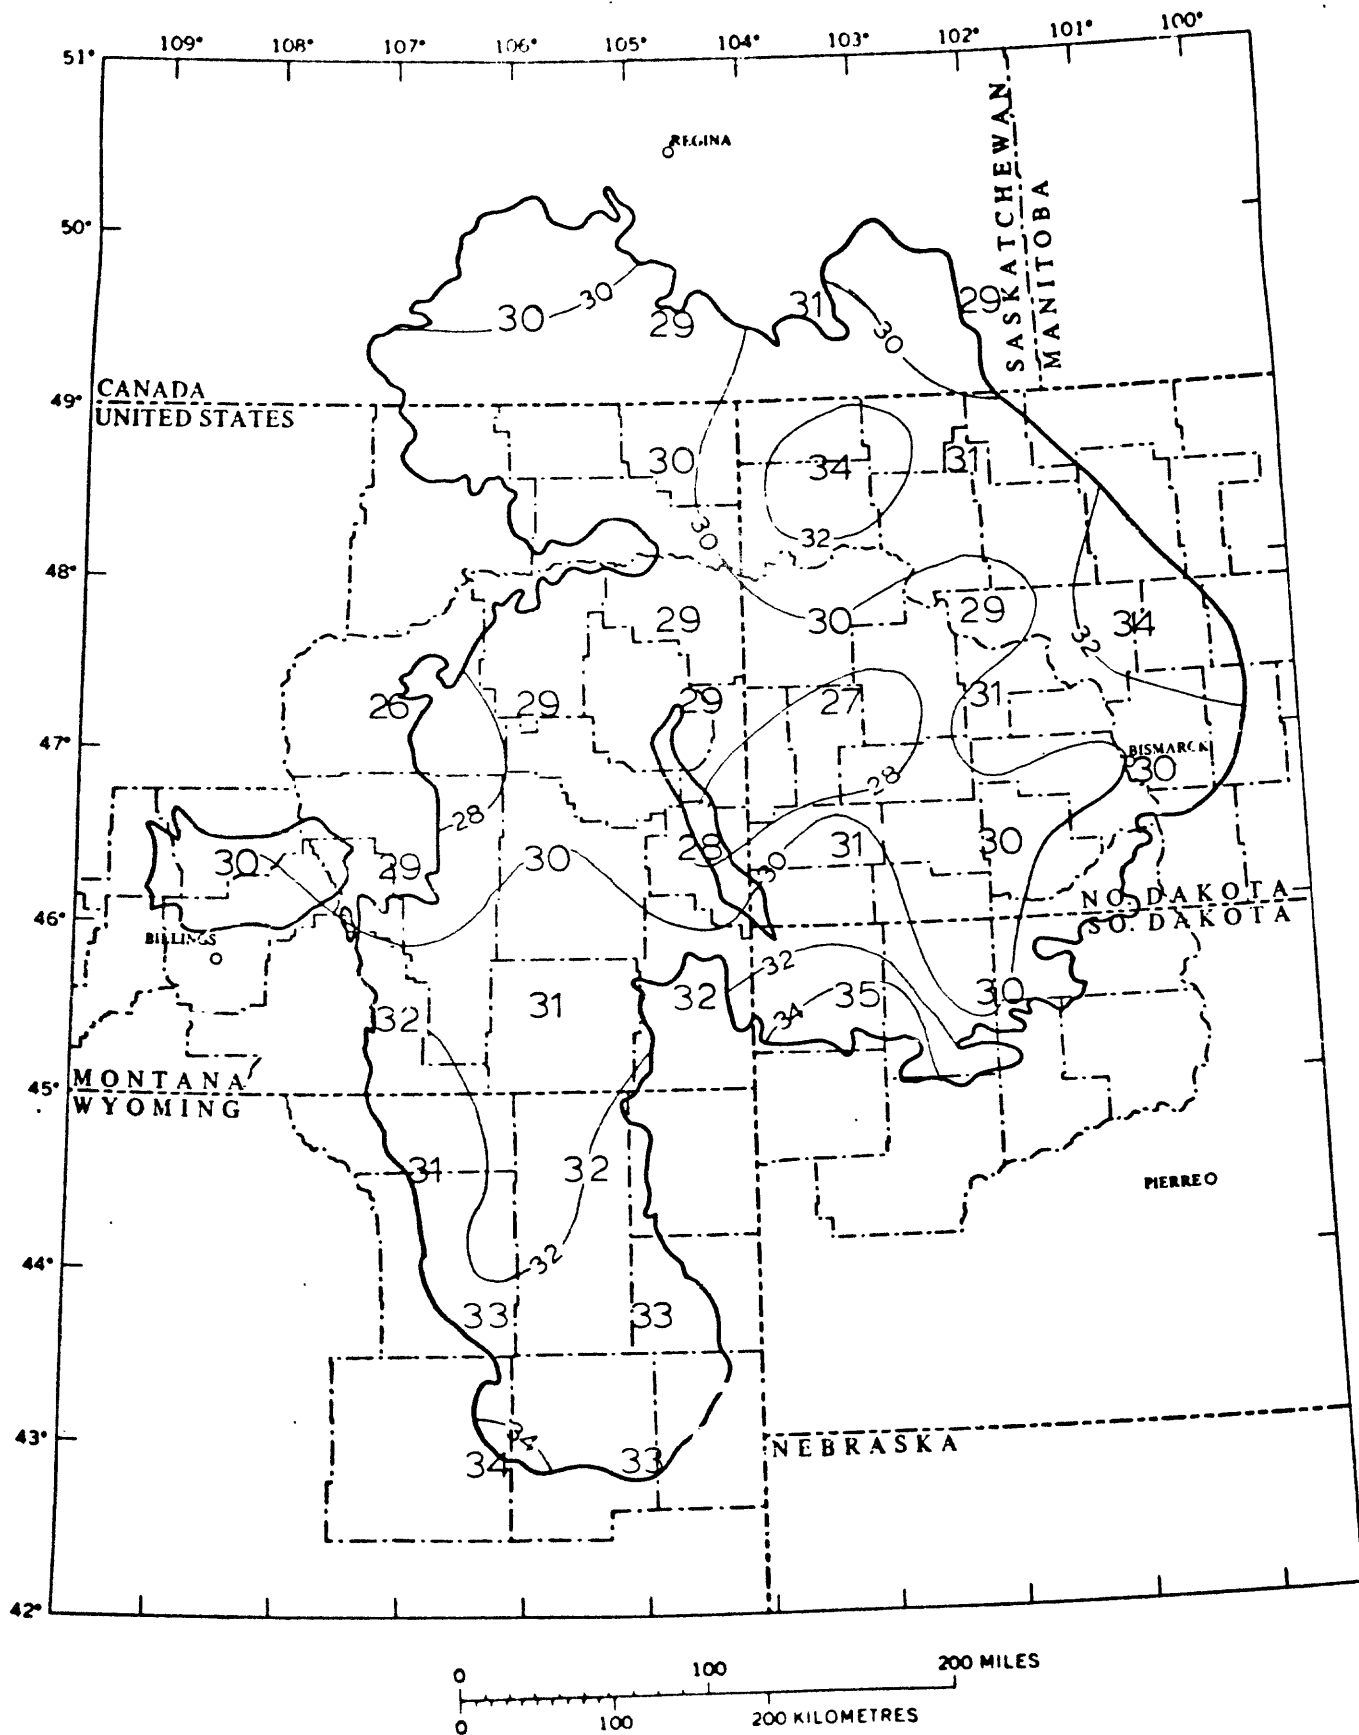 109° 108° 107° 106° 105° 104° 103° 102° 101° 100°
51°
REGINA
SASKATCHEWAN
MANITOBA
50°
30 30 29 31 30 29
CANADA
49°
UNITED STATES
30 34 31
30 32
48°
29 30 29 32 34
26 29 29 27 31
47°
BISMARCK
30
28 28
30 29 30 28 30 31 30
46°
NO. DAKOTA
SO. DAKOTA
BILLINGS
32
32 31 32 34 35 30
MONTANA
45°
WYOMING
31 32
PIERRE
44°
32
33 33
43°
34
NEBRASKA
34 33
42°
0 100 200 MILES
0 100 200 KILOMETRES